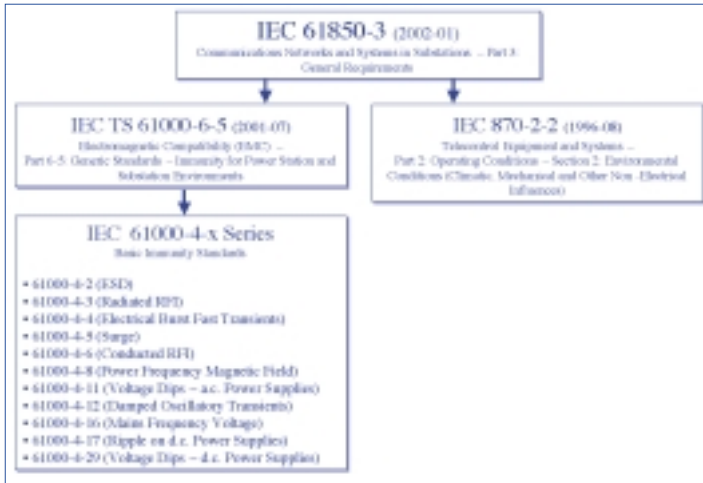 IEC 61850-3 (2002-01)
Communications Networks and Systems in Substations – Part 3:
General Requirements
IEC TS 61000-6-5 (2001-07)
Electromagnetic Compatibility (EMC) –
Part 6-5: Generic Standards – Immunity for Power Station and
Substation Environments
IEC 870-2-2 (1996-08)
Telecontrol Equipment and Systems –
Part 2: Operating Conditions – Section 2: Environmental
Conditions (Climatic, Mechanical and Other Non-Electrical
Influences)
IEC 61000-4-x Series
Basic Immunity Standards
• 61000-4-2 (ESD)
• 61000-4-3 (Radiated RFI)
• 61000-4-4 (Electrical Burst Fast Transients)
• 61000-4-5 (Surge)
• 61000-4-6 (Conducted RFI)
• 61000-4-8 (Power Frequency Magnetic Field)
• 61000-4-11 (Voltage Dips – a.c. Power Supplies)
• 61000-4-12 (Damped Oscillatory Transients)
• 61000-4-16 (Mains Frequency Voltage)
• 61000-4-17 (Ripple on d.c. Power Supplies)
• 61000-4-29 (Voltage Dips – d.c. Power Supplies)